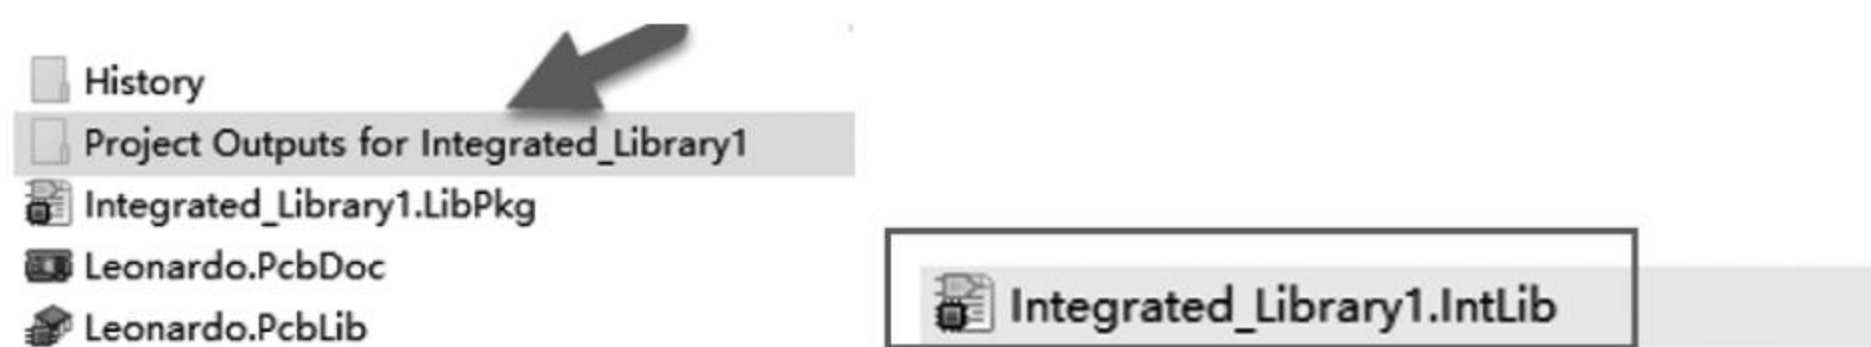 History
Project Outputs for Integrated_Library1
Integrated_Library1.LibPkg
Leonardo.PcbDoc
Leonardo.PcbLib
Integrated_Library1.IntLib